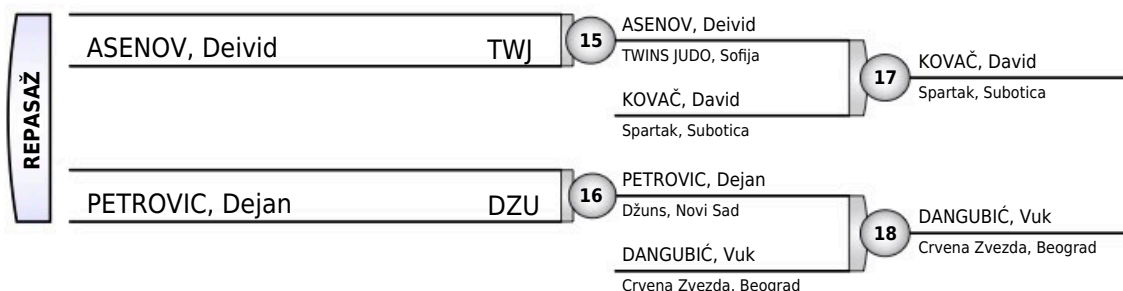 REPASAŽ
ASENOV, Deivid TWJ
15
ASENOV, Deivid
TWINS JUDO, Sofija
KOVAČ, David
Spartak, Subotica
17
KOVAČ, David
Spartak, Subotica
PETROVIC, Dejan DZU
16
PETROVIC, Dejan
Džuns, Novi Sad
DANGUBIĆ, Vuk
Crvena Zvezda, Beograd
18
DANGUBIĆ, Vuk
Crvena Zvezda, Beograd